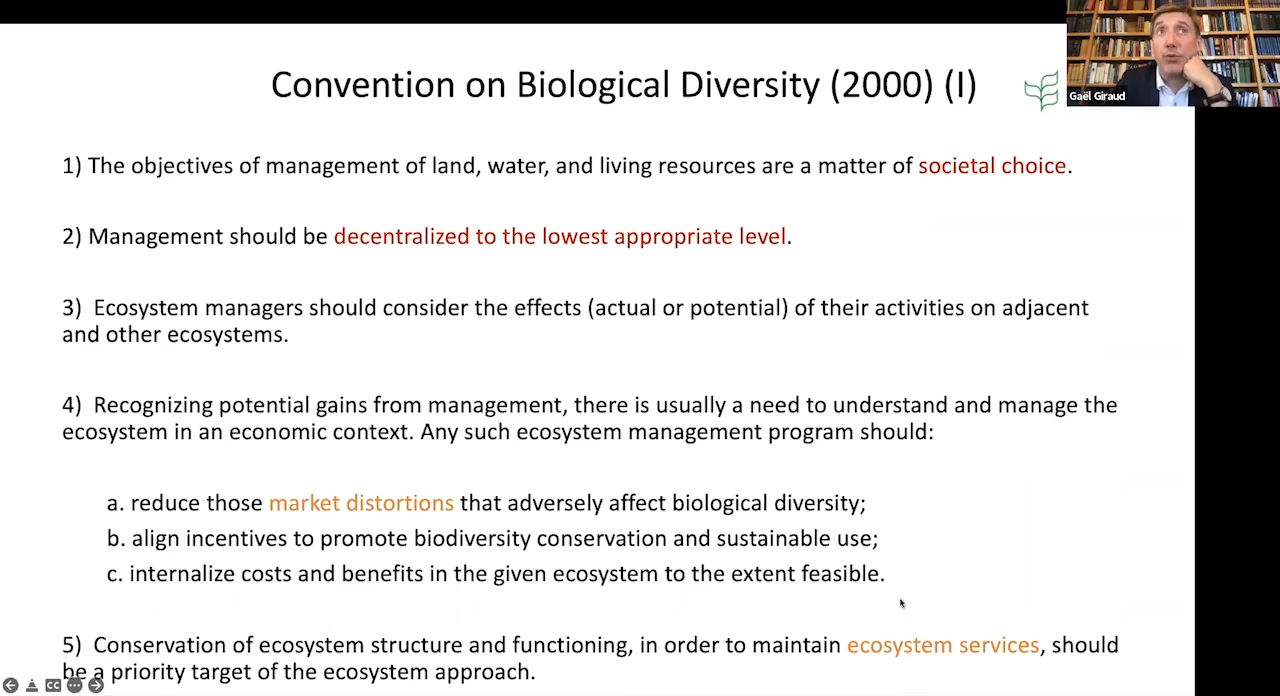 Convention on Biological Diversity (2000) (I)
Gaël Giraud
1) The objectives of management of land, water, and living resources are a matter of societal choice.
2) Management should be decentralized to the lowest appropriate level.
3) Ecosystem managers should consider the effects (actual or potential) of their activities on adjacent
and other ecosystems.
4) Recognizing potential gains from management, there is usually a need to understand and manage the
ecosystem in an economic context. Any such ecosystem management program should:
a. reduce those market distortions that adversely affect biological diversity;
b. align incentives to promote biodiversity conservation and sustainable use;
c. internalize costs and benefits in the given ecosystem to the extent feasible.
5) Conservation of ecosystem structure and functioning, in order to maintain ecosystem services, should
be a priority target of the ecosystem approach.
CC